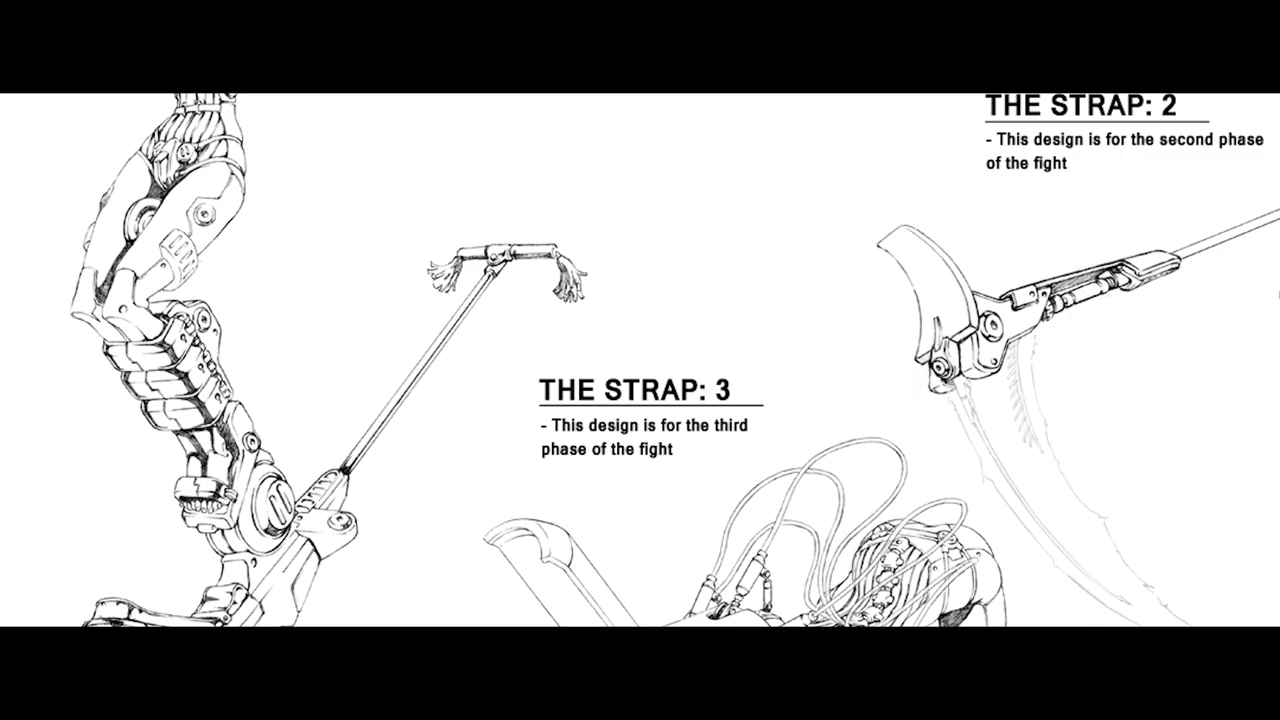 THE STRAP: 2
- This design is for the second phase
of the fight
THE STRAP: 3
- This design is for the third
phase of the fight